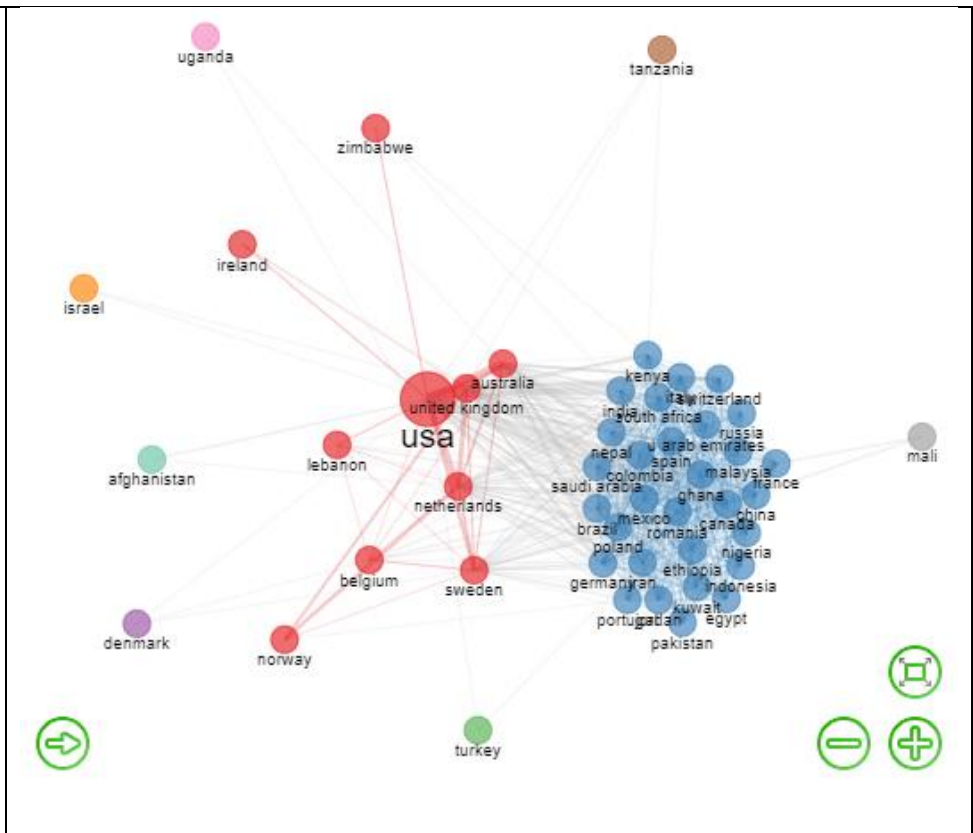 uganda
tanzania
zimbabwe
ireland
israel
australia
kenya
switzerland
united kingdom
india
south africa
usa
russia
u arab emirates
nepal
lebanon
spain
mali
colombia
malaysia
afghanistan
france
saudi arabia
ghana
netherlands
china
mexico
canada
brazil
romania
poland
nigeria
ethiopia
belgium
germany
iran
indonesia
sweden
kuwait
portugal
egypt
denmark
pakistan
norway
turkey